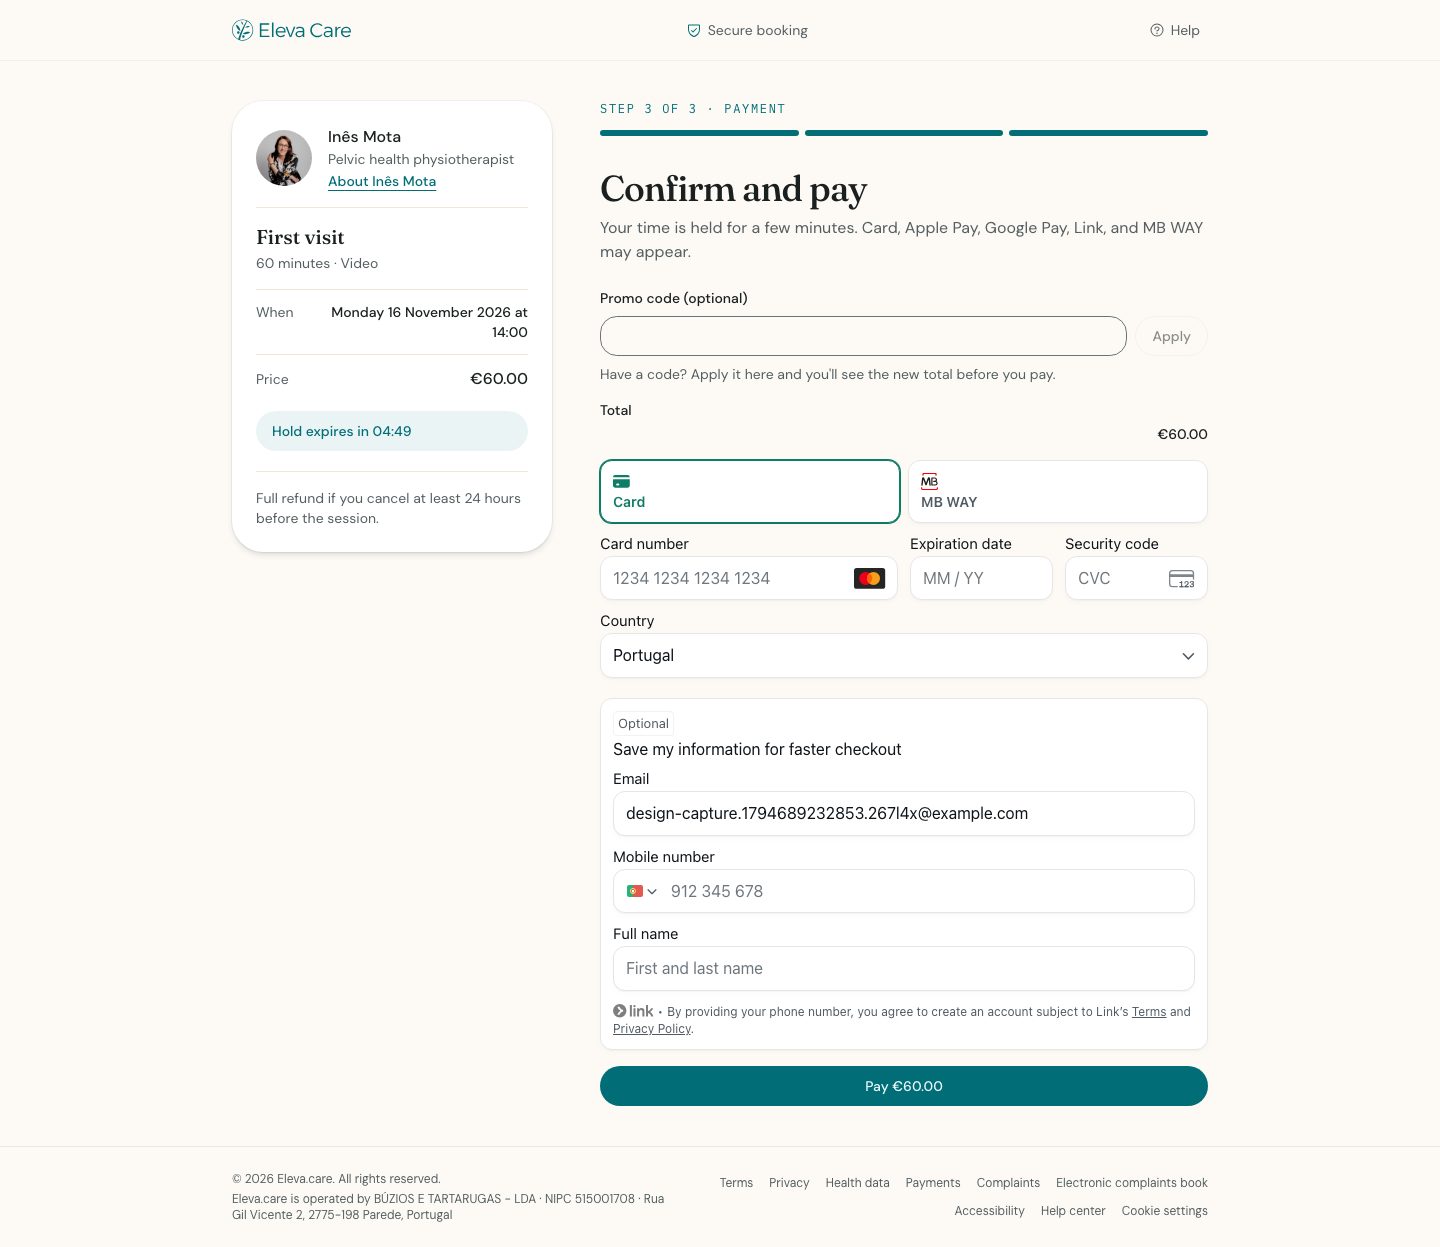 Eleva Care
Secure booking
Help
Inês Mota
Pelvic health physiotherapist
About Inês Mota
First visit
60 minutes · Video
When
Monday 16 November 2026 at
14:00
Price
€60.00
Hold expires in 04:49
Full refund if you cancel at least 24 hours
before the session.
STEP 3 OF 3 · PAYMENT
Confirm and pay
Your time is held for a few minutes. Card, Apple Pay, Google Pay, Link, and MB WAY
may appear.
Promo code (optional)
Apply
Have a code? Apply it here and you'll see the new total before you pay.
Total
€60.00
Card
MB
MB WAY
Card number
Expiration date
Security code
1234 1234 1234 1234
MM / YY
CVC
123
Country
Portugal
Optional
Save my information for faster checkout
Email
design-capture.1794689232853.267l4x@example.com
Mobile number
912 345 678
Full name
First and last name
link • By providing your phone number, you agree to create an account subject to Link's Terms and
Privacy Policy.
Pay €60.00
© 2026 Eleva.care. All rights reserved.
Eleva.care is operated by BÚZIOS E TARTARUGAS - LDA · NIPC 515001708 · Rua
Gil Vicente 2, 2775-198 Parede, Portugal
Terms Privacy Health data Payments Complaints Electronic complaints book
Accessibility Help center Cookie settings